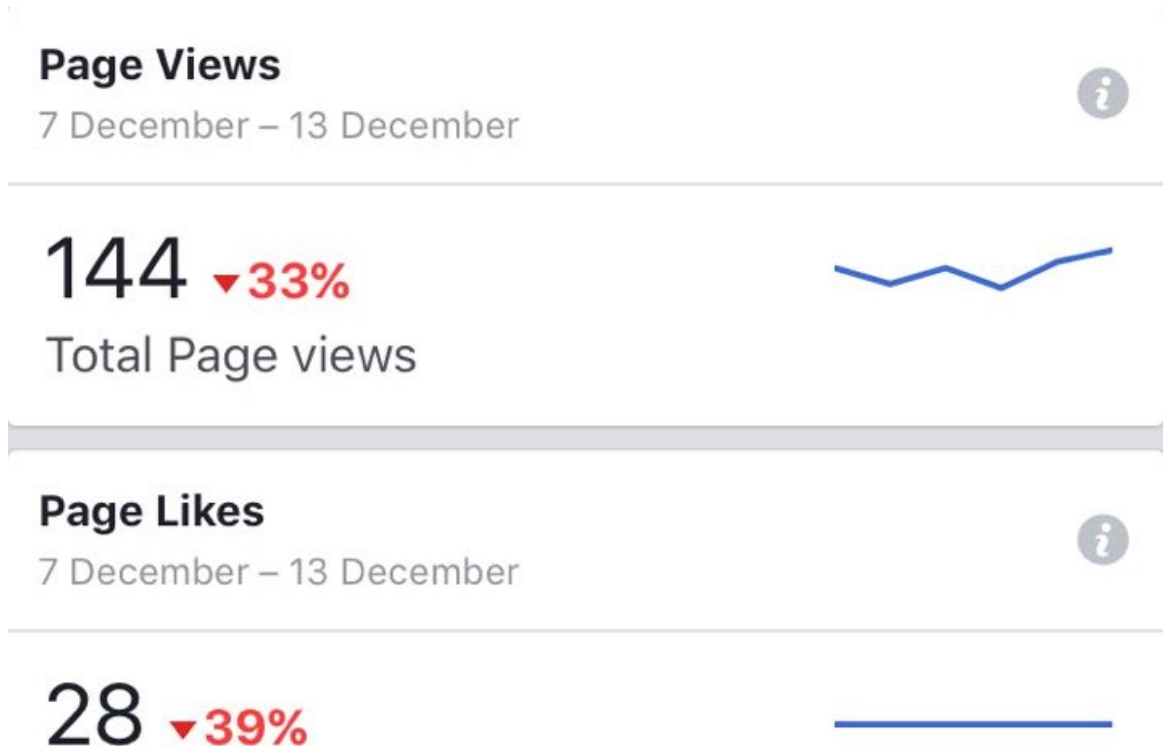 Page Views
7 December – 13 December
144 ▼33%
Total Page views
Page Likes
7 December – 13 December
28 ▼39%